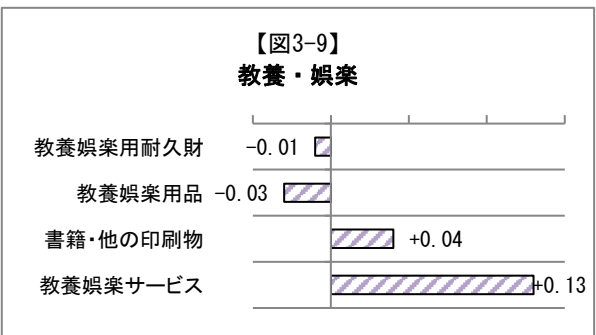 【図3-9】
教養・娯楽
教養娯楽用耐久財 -0.01
教養娯楽用品 -0.03
書籍・他の印刷物 +0.04
教養娯楽サービス +0.13